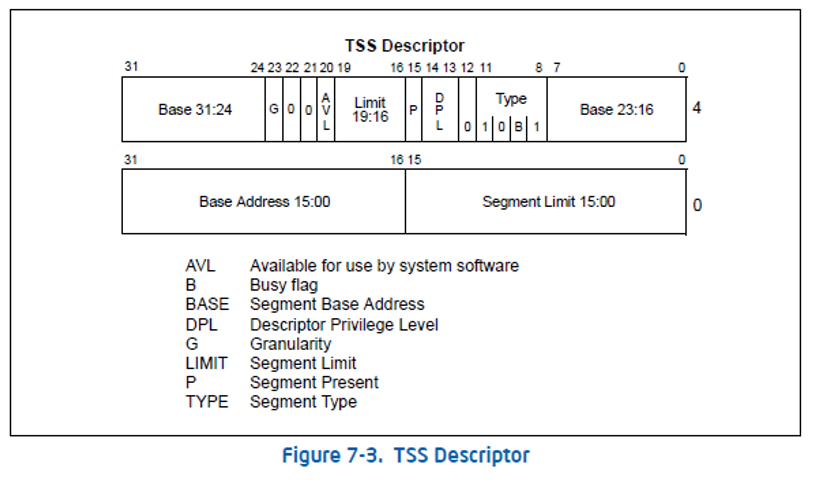 TSS Descriptor
31 24 23 22 21 20 19 16 15 14 13 12 11 8 7 0
Base 31:24 G 0 0 AVL Limit 19:16 P DPL 0 Type 1 0 B 1 Base 23:16 4
31 16 15 0
Base Address 15:00 Segment Limit 15:00 0
AVL Available for use by system software
B Busy flag
BASE Segment Base Address
DPL Descriptor Privilege Level
G Granularity
LIMIT Segment Limit
P Segment Present
TYPE Segment Type
Figure 7-3. TSS Descriptor